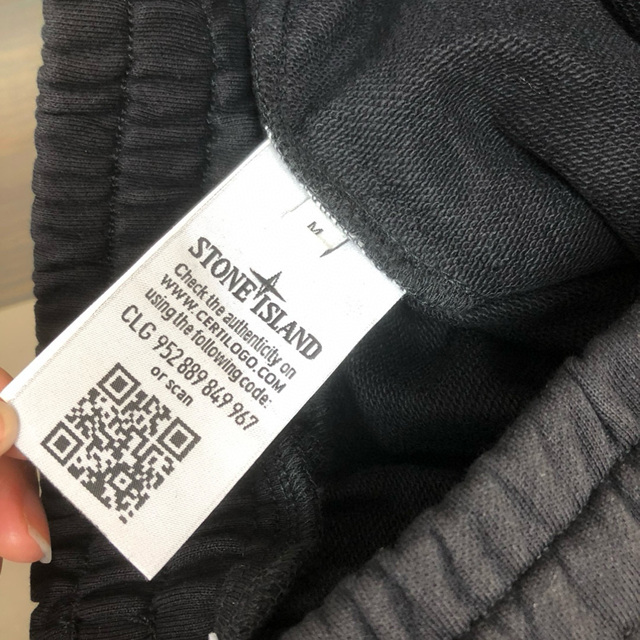 M
STONE ISLAND
Check the authenticity on
WWW.CERTILOGO.COM
using the following code:
CLG 952 889 849 967
or scan